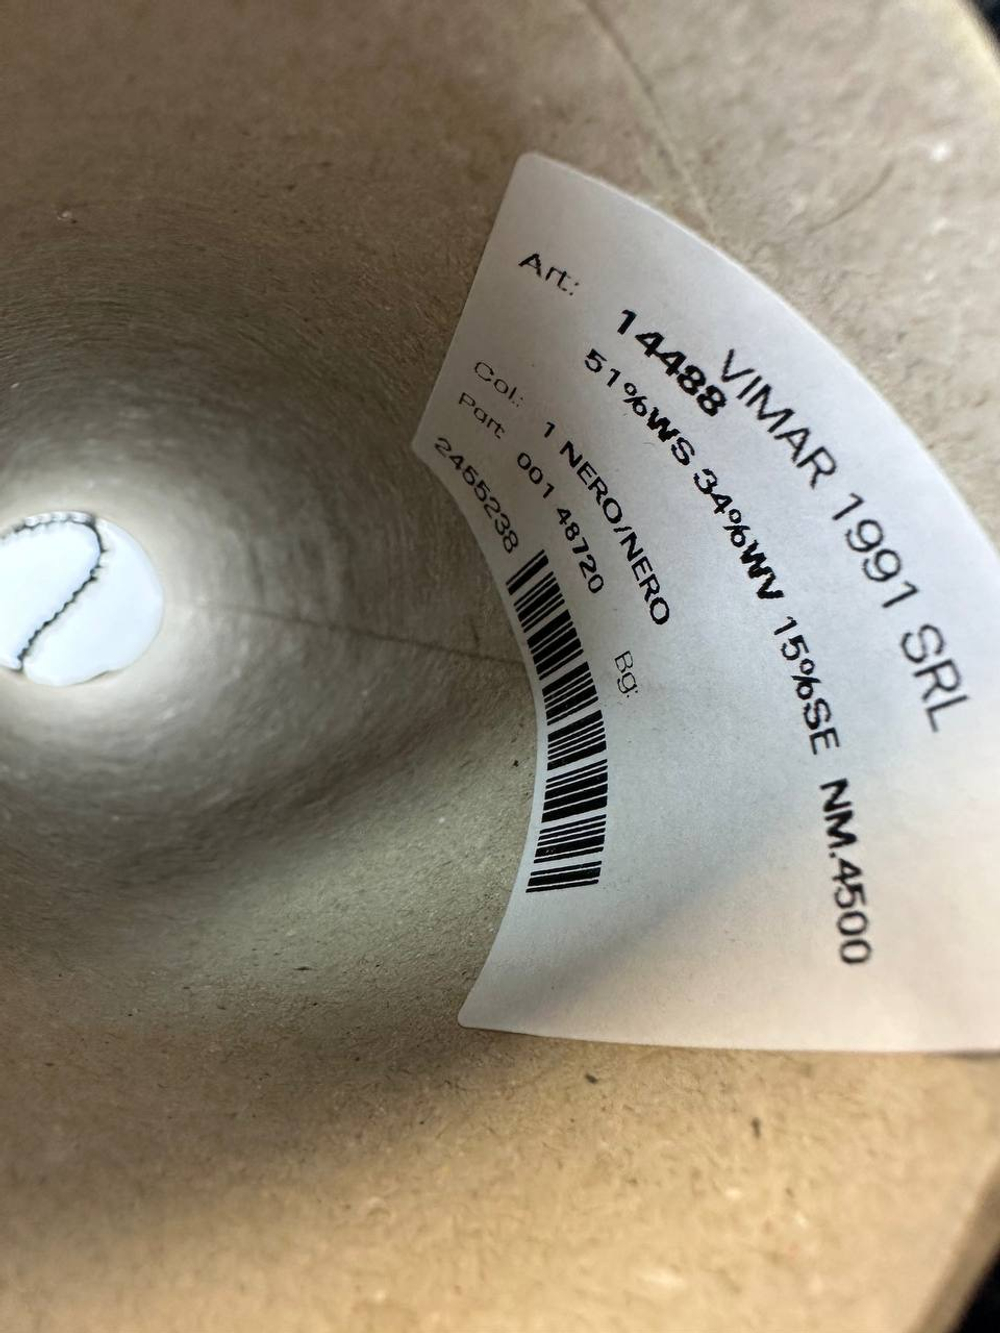 VIMAR 1991 SRL
Art: 14488
51%WS 34%WV 15%SE NM.4500
Col: 1 NERO/NERO
Part 001 48720 Bg:
2455238